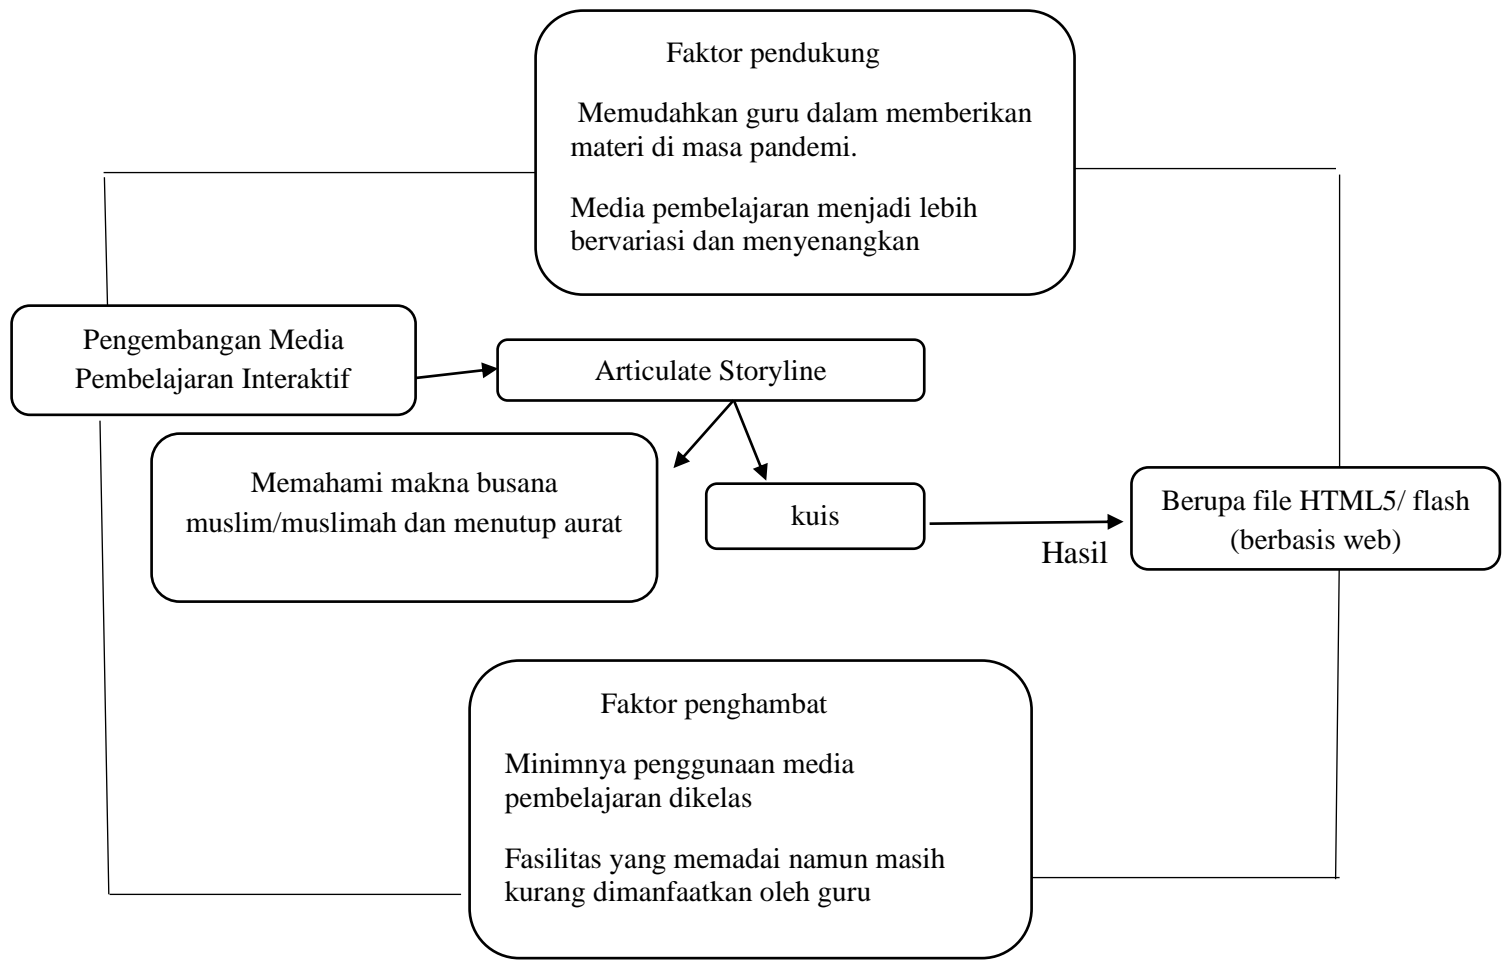 Faktor pendukung
Memudahkan guru dalam memberikan
materi di masa pandemi.
Media pembelajaran menjadi lebih
bervariasi dan menyenangkan
Pengembangan Media
Pembelajaran Interaktif
Articulate Storyline
Memahami makna busana
muslim/muslimah dan menutup aurat
kuis
Hasil
Berupa file HTML5/ flash
(berbasis web)
Faktor penghambat
Minimnya penggunaan media
pembelajaran dikelas
Fasilitas yang memadai namun masih
kurang dimanfaatkan oleh guru